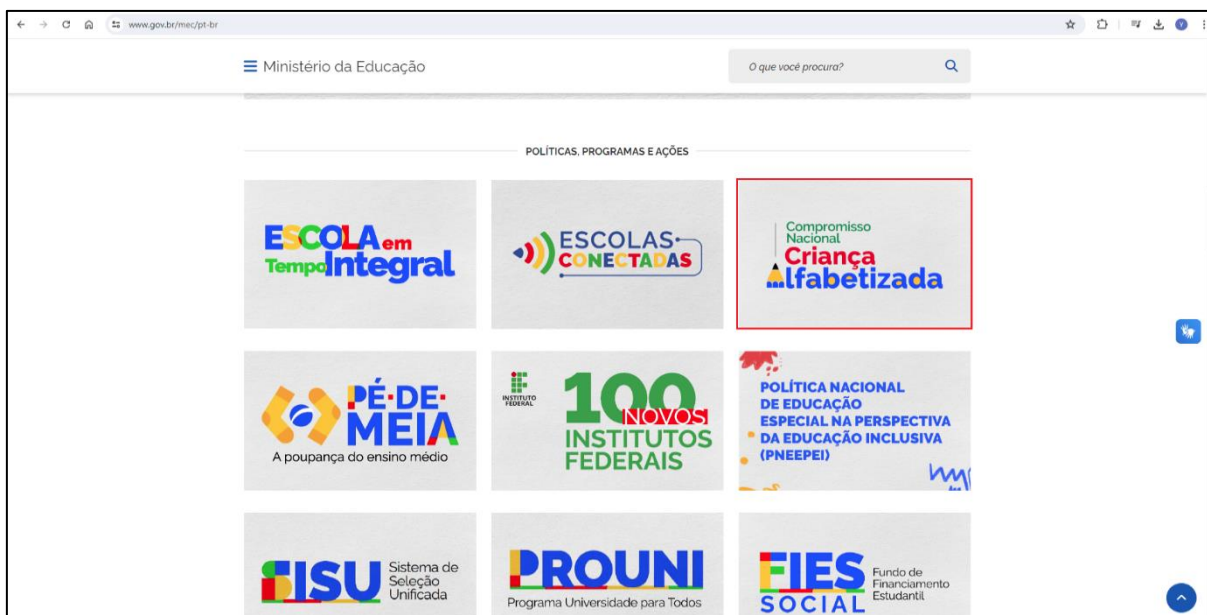 www.gov.br/mec/pt-br
Ministério da Educação
O que você procura?
POLÍTICAS, PROGRAMAS E AÇÕES
ESCOLA em
Tempo Integral
ESCOLAS
CONECTADAS
Compromisso
Nacional
Criança
Alfabetizada
PÉ-DE-
MEIA
A poupança do ensino médio
INSTITUTO
FEDERAL
100
NOVOS
INSTITUTOS
FEDERAIS
POLÍTICA NACIONAL
DE EDUCAÇÃO
ESPECIAL NA PERSPECTIVA
DA EDUCAÇÃO INCLUSIVA
(PNEEPEI)
SISU
Sistema de
Seleção
Unificada
PROUNI
Programa Universidade para Todos
FIES
SOCIAL
Fundo de
Financiamento
Estudantil